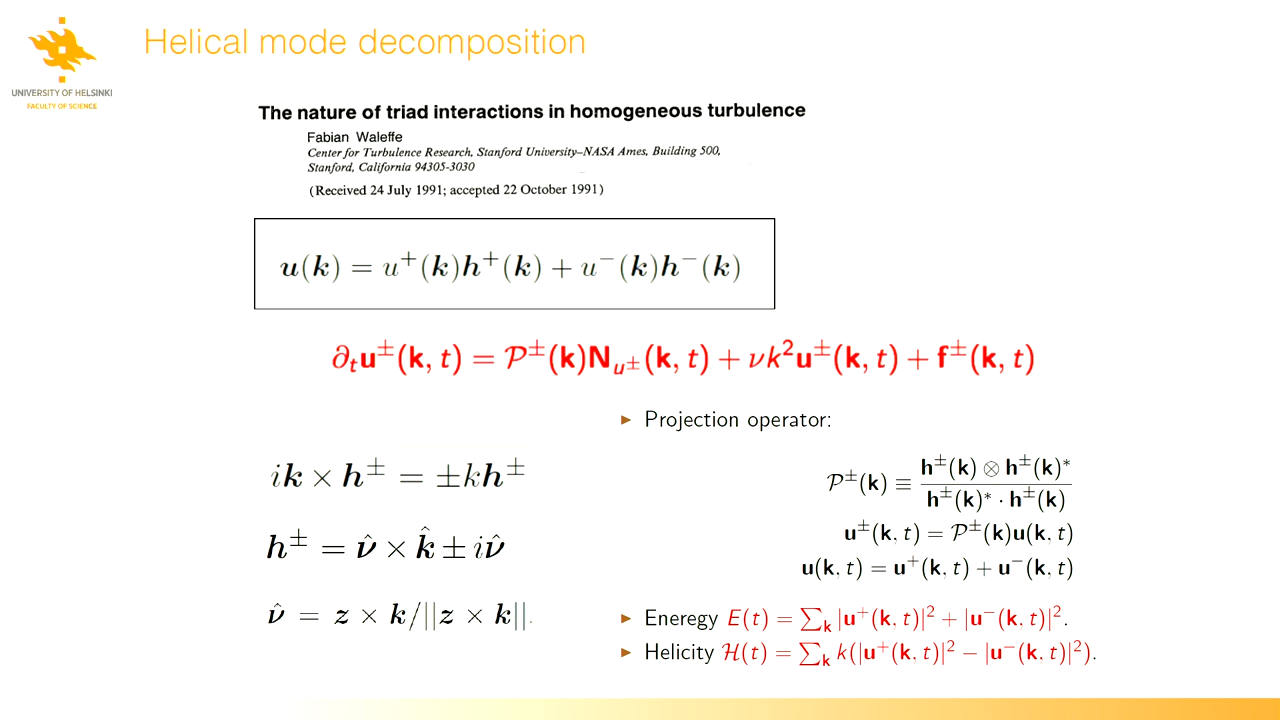 Helical mode decomposition
UNIVERSITY OF HELSINKI
FACULTY OF SCIENCE
The nature of triad interactions in homogeneous turbulence
Fabian Waleffe
Center for Turbulence Research, Stanford University–NASA Ames, Building 500,
Stanford, California 94305-3030
(Received 24 July 1991; accepted 22 October 1991)
u(k) = u⁺(k)h⁺(k) + u⁻(k)h⁻(k)
∂ₜu±(k, t) = 𝒫±(k)N_{u±}(k, t) + νk²u±(k, t) + f±(k, t)
ik × h± = ±kh±
h± = ν̂ × k̂ ± iν̂
ν̂ = z × k/||z × k||.
▶ Projection operator:
𝒫±(k) ≡ h±(k) ⊗ h±(k)* / h±(k)* · h±(k)
u±(k, t) = 𝒫±(k)u(k, t)
u(k, t) = u⁺(k, t) + u⁻(k, t)
▶ Eneregy E(t) = ∑ₖ |u⁺(k, t)|² + |u⁻(k, t)|².
▶ Helicity ℋ(t) = ∑ₖ k(|u⁺(k, t)|² − |u⁻(k, t)|²).